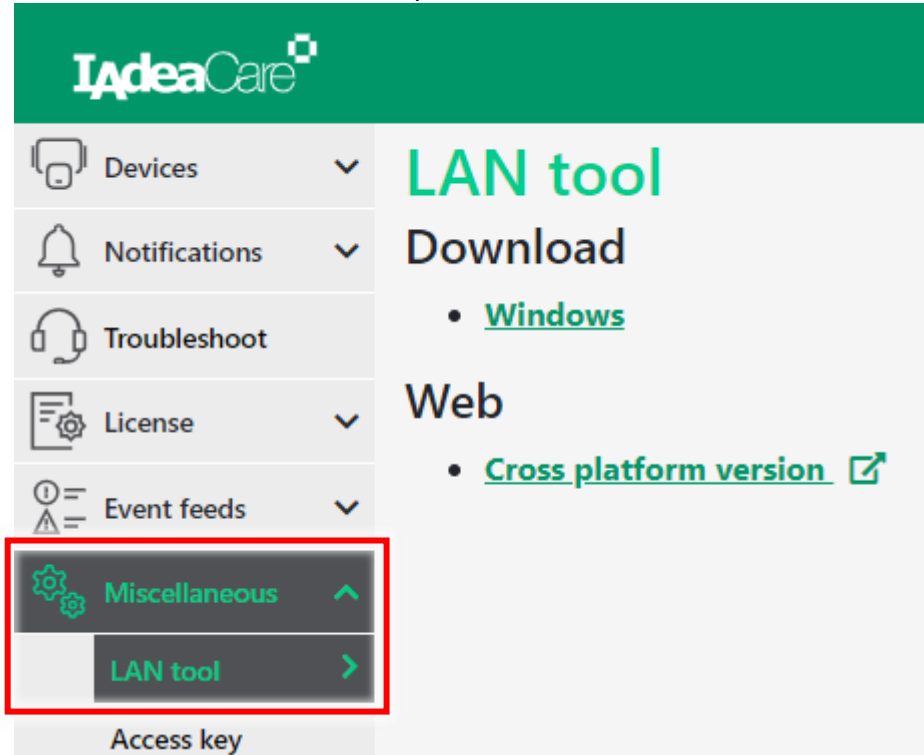 IAdeaCare
Devices
Notifications
Troubleshoot
License
Event feeds
Miscellaneous
LAN tool
Access key
LAN tool
Download
Windows
Web
Cross platform version